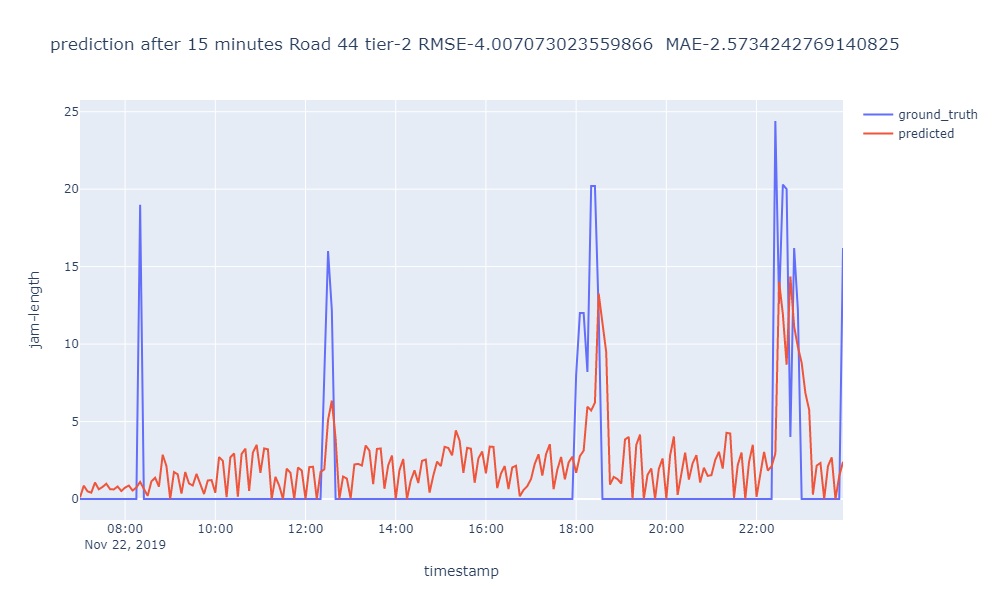 prediction after 15 minutes Road 44 tier-2 RMSE-4.007073023559866  MAE-2.5734242769140825
ground_truth
predicted
25
20
15
10
5
0
jam-length
08:00 10:00 12:00 14:00 16:00 18:00 20:00 22:00
Nov 22, 2019
timestamp